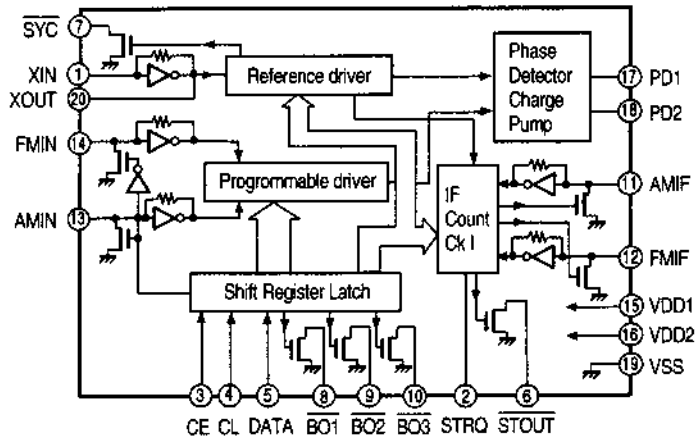 SYC
7
XIN
1
XOUT
20
FMIN
14
AMIN
13
Reference driver
Progrommable driver
Shift Register Latch
Phase
Detector
Charge
Pump
IF
Count
Ck I
17 PD1
18 PD2
11 AMIF
12 FMIF
15 VDD1
16 VDD2
19 VSS
3 4 5 8 9 10 2 6
CE CL DATA BO1 BO2 BO3 STRQ STOUT